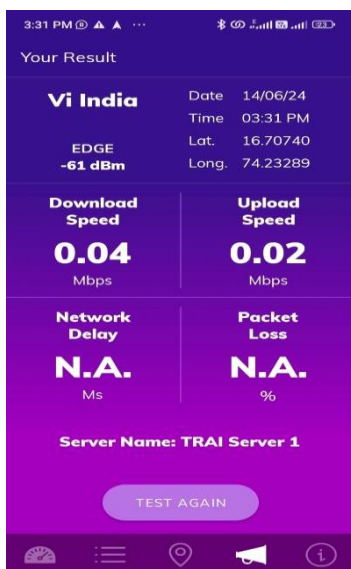 3:31 PM
23
Your Result
Vi India
EDGE
-61 dBm
Date 14/06/24
Time 03:31 PM
Lat. 16.70740
Long. 74.23289
Download
Speed
0.04
Mbps
Upload
Speed
0.02
Mbps
Network
Delay
N.A.
Ms
Packet
Loss
N.A.
%
Server Name: TRAI Server 1
TEST AGAIN